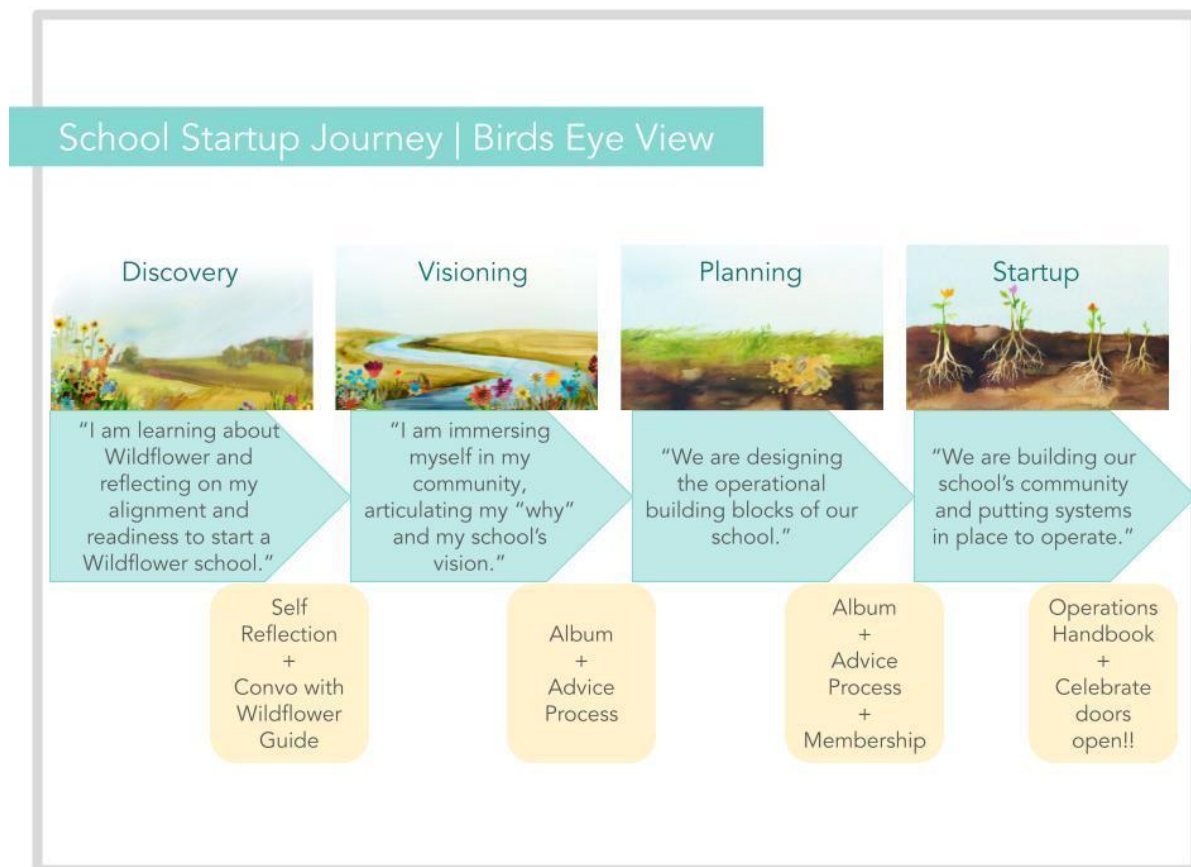 School Startup Journey | Birds Eye View
Discovery
Visioning
Planning
Startup
“I am learning about
Wildflower and
reflecting on my
alignment and
readiness to start a
Wildflower school.”
“I am immersing
myself in my
community,
articulating my “why”
and my school’s
vision.”
“We are designing
the operational
building blocks of our
school.”
“We are building our
school’s community
and putting systems
in place to operate.”
Self
Reflection
+
Convo with
Wildflower
Guide
Album
+
Advice
Process
Album
+
Advice
Process
+
Membership
Operations
Handbook
+
Celebrate
doors
open!!